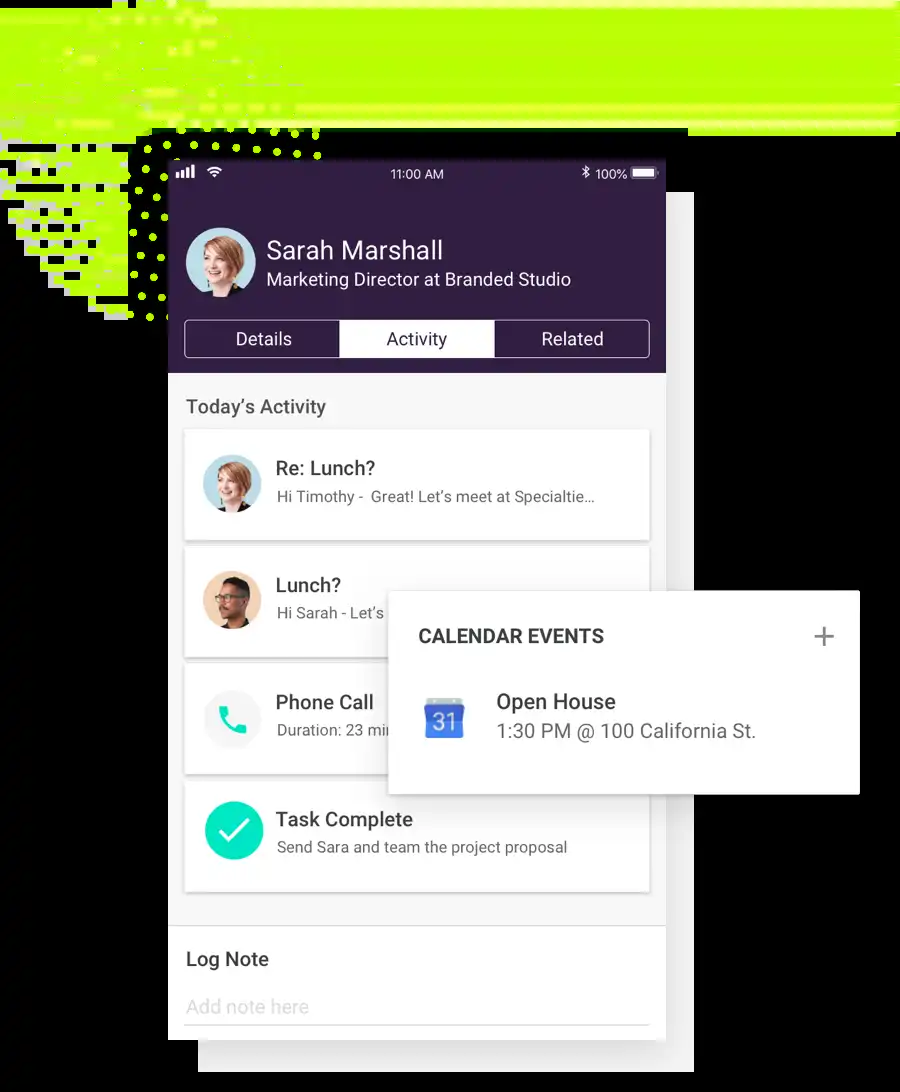 11:00 AM 100%
Sarah Marshall
Marketing Director at Branded Studio
Details Activity Related
Today’s Activity
Re: Lunch?
Hi Timothy - Great! Let’s meet at Specialtie...
Lunch?
Hi Sarah - Let’s
CALENDAR EVENTS
Open House
31
1:30 PM @ 100 California St.
Phone Call
Duration: 23
Task Complete
Send Sara and team the project proposal
Log Note
Add note here